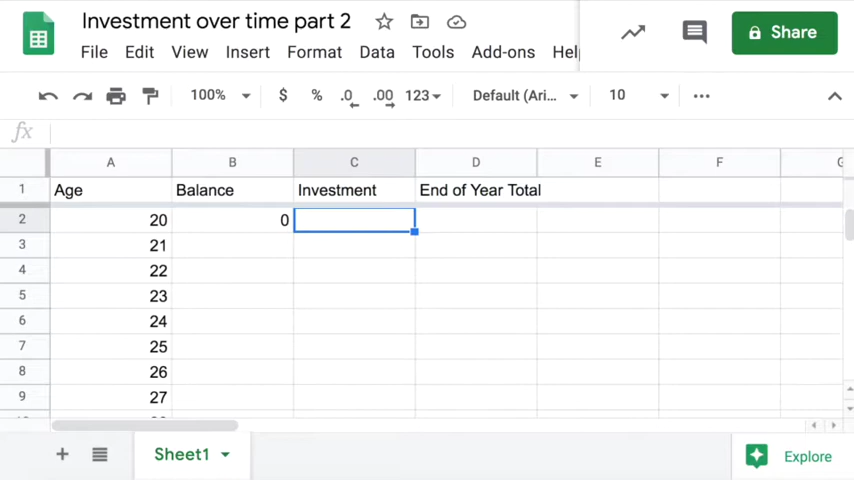 Investment over time part 2
File Edit View Insert Format Data Tools Add-ons Hel
Share
100% $ % .0 .00 123 Default (Ari... 10
fx
A B C D E F G
1 Age Balance Investment End of Year Total
2 20 0
3 21
4 22
5 23
6 24
7 25
8 26
9 27
Sheet1
Explore